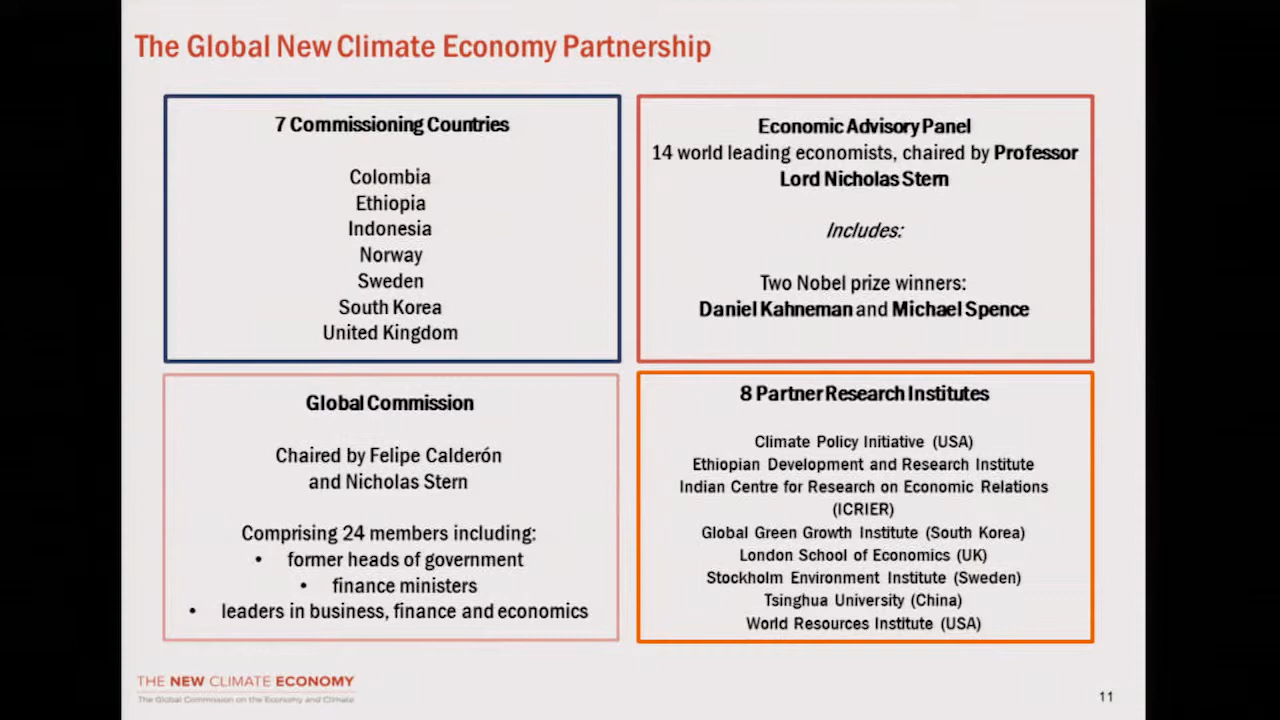 The Global New Climate Economy Partnership
7 Commissioning Countries
Colombia
Ethiopia
Indonesia
Norway
Sweden
South Korea
United Kingdom
Economic Advisory Panel
14 world leading economists, chaired by Professor
Lord Nicholas Stern
Includes:
Two Nobel prize winners:
Daniel Kahneman and Michael Spence
Global Commission
Chaired by Felipe Calderón
and Nicholas Stern
Comprising 24 members including:
• former heads of government
• finance ministers
• leaders in business, finance and economics
8 Partner Research Institutes
Climate Policy Initiative (USA)
Ethiopian Development and Research Institute
Indian Centre for Research on Economic Relations
(ICRIER)
Global Green Growth Institute (South Korea)
London School of Economics (UK)
Stockholm Environment Institute (Sweden)
Tsinghua University (China)
World Resources Institute (USA)
THE NEW CLIMATE ECONOMY
The Global Commission on the Economy and Climate
11